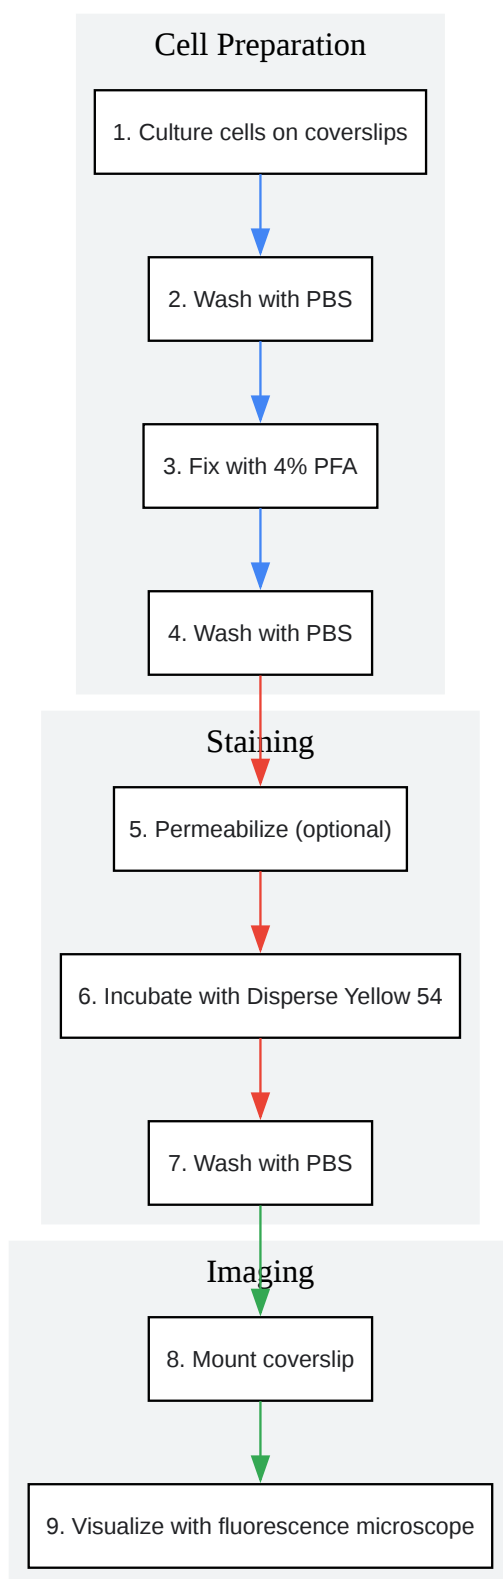 Cell Preparation
1. Culture cells on coverslips
2. Wash with PBS
3. Fix with 4% PFA
4. Wash with PBS
Staining
5. Permeabilize (optional)
6. Incubate with Disperse Yellow 54
7. Wash with PBS
Imaging
8. Mount coverslip
9. Visualize with fluorescence microscope